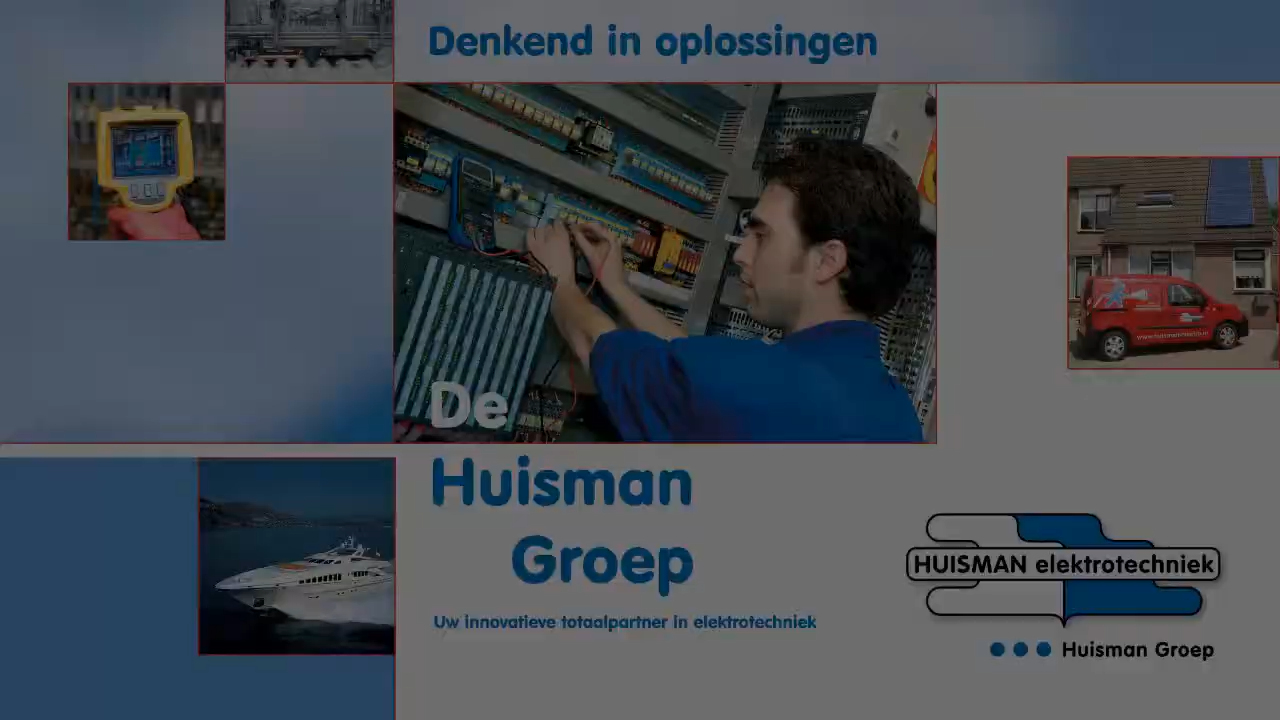 Denkend in oplossingen
De
Huisman
Groep
Uw innovatieve totaalpartner in elektrotechniek
HUISMAN elektrotechniek
Huisman Groep